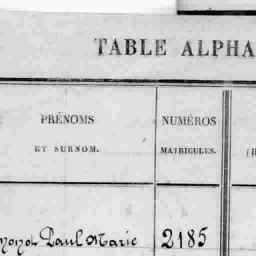 TABLE ALPHA
PRÉNOMS NUMÉROS
ET SURNOM. MATRICULES.
Paul Marie 2185